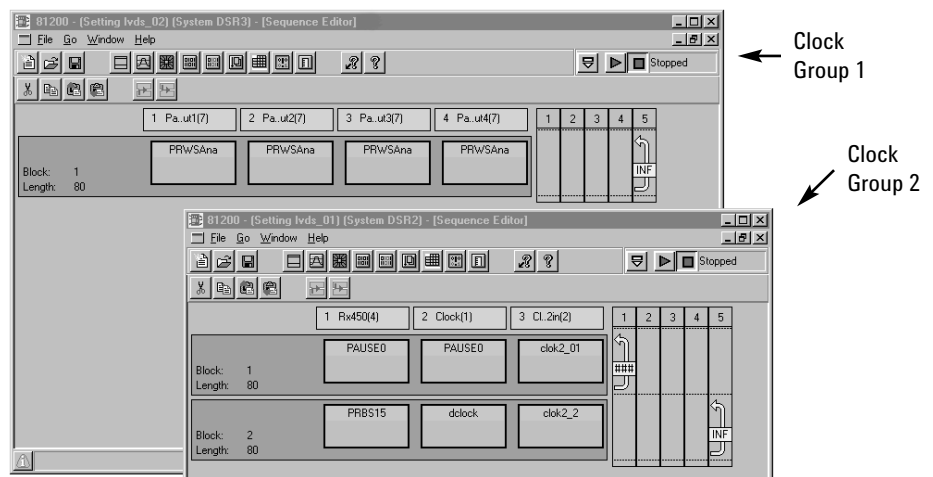 81200 - (Setting lvds_02) (System DSR3) - [Sequence Editor]
File Go Window Help
Stopped
1 Pa..ut1(7) 2 Pa..ut2(7) 3 Pa..ut3(7) 4 Pa..ut4(7) 1 2 3 4 5
PRWSAna PRWSAna PRWSAna PRWSAna
INF
Block: 1
Length: 80
Clock
Group 1
Clock
Group 2
81200 - (Setting lvds_01) (System DSR2) - [Sequence Editor]
File Go Window Help
Stopped
1 Rx450(4) 2 Clock(1) 3 Cl..2in(2) 1 2 3 4 5
PAUSE0 PAUSE0 clok2_01
###
Block: 1
Length: 80
PRBS15 dclock clok2_2
INF
Block: 2
Length: 80